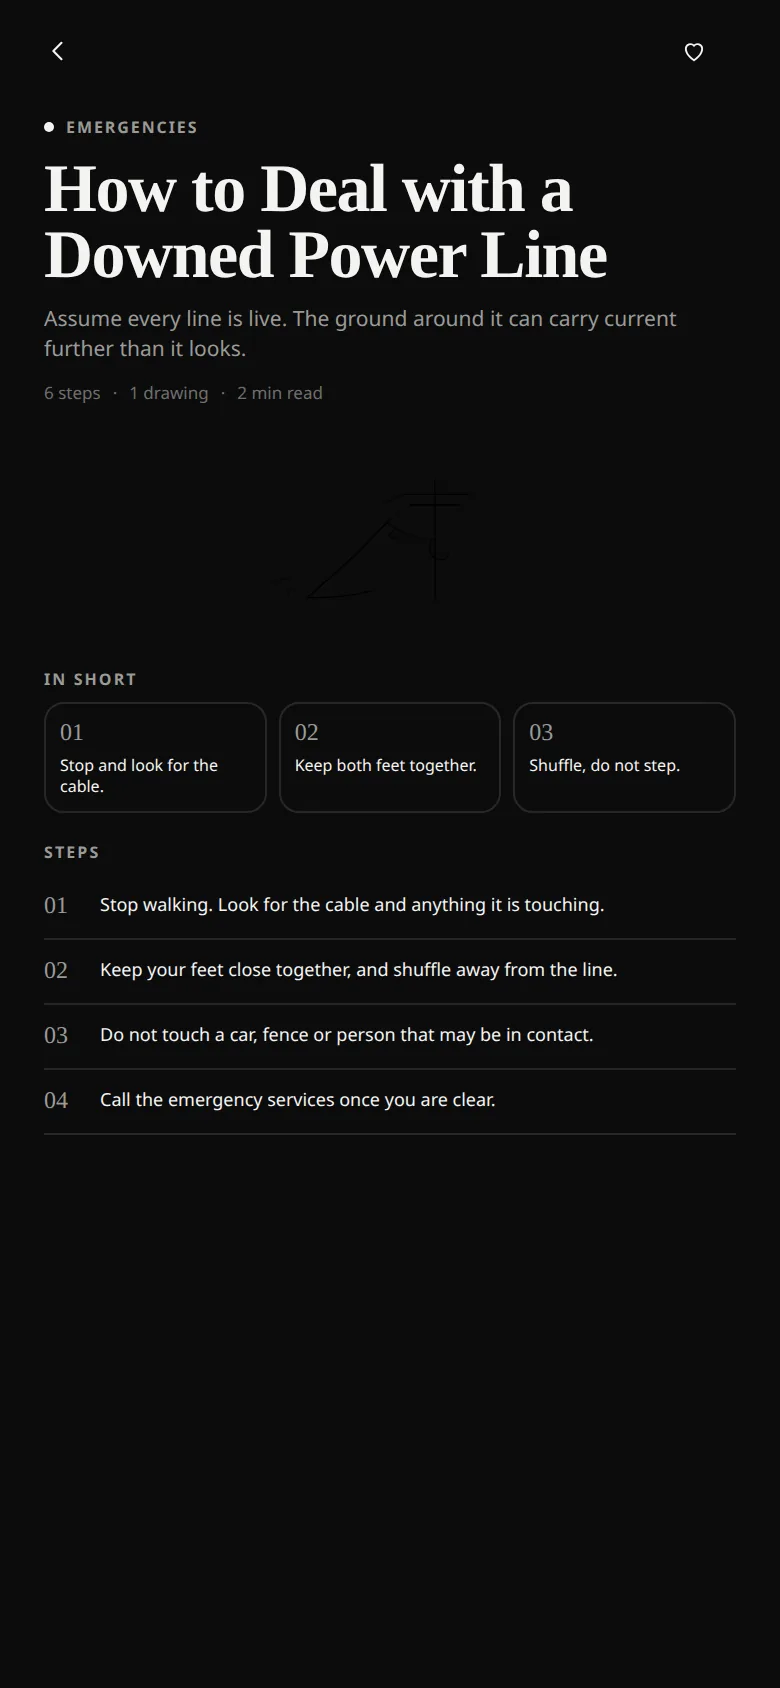 EMERGENCIES
How to Deal with a
Downed Power Line
Assume every line is live. The ground around it can carry current
further than it looks.
6 steps · 1 drawing · 2 min read
IN SHORT
01
Stop and look for the
cable.
02
Keep both feet together.
03
Shuffle, do not step.
STEPS
01 Stop walking. Look for the cable and anything it is touching.
02 Keep your feet close together, and shuffle away from the line.
03 Do not touch a car, fence or person that may be in contact.
04 Call the emergency services once you are clear.